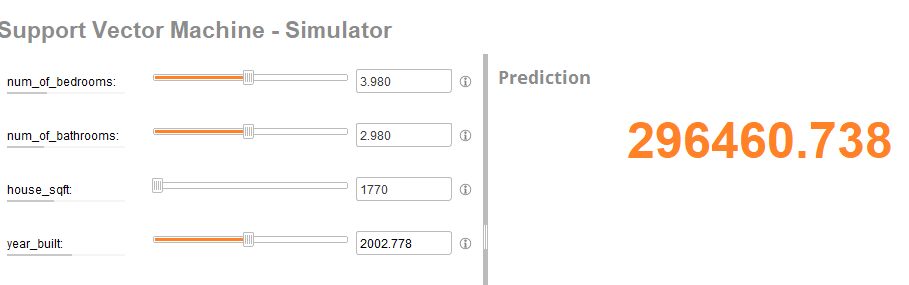 Support Vector Machine - Simulator
num_of_bedrooms: 3.980
num_of_bathrooms: 2.980
house_sqft: 1770
year_built: 2002.778
Prediction
296460.738